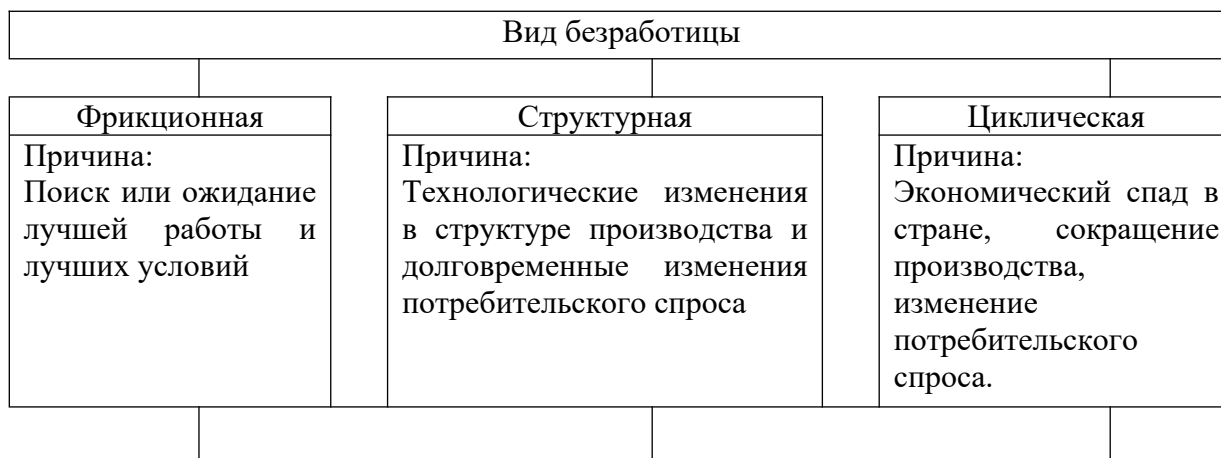 Вид безработицы
Фрикционная
Причина:
Поиск или ожидание
лучшей работы и
лучших условий
Структурная
Причина:
Технологические изменения
в структуре производства и
долговременные изменения
потребительского спроса
Циклическая
Причина:
Экономический спад в
стране, сокращение
производства,
изменение
потребительского
спроса.